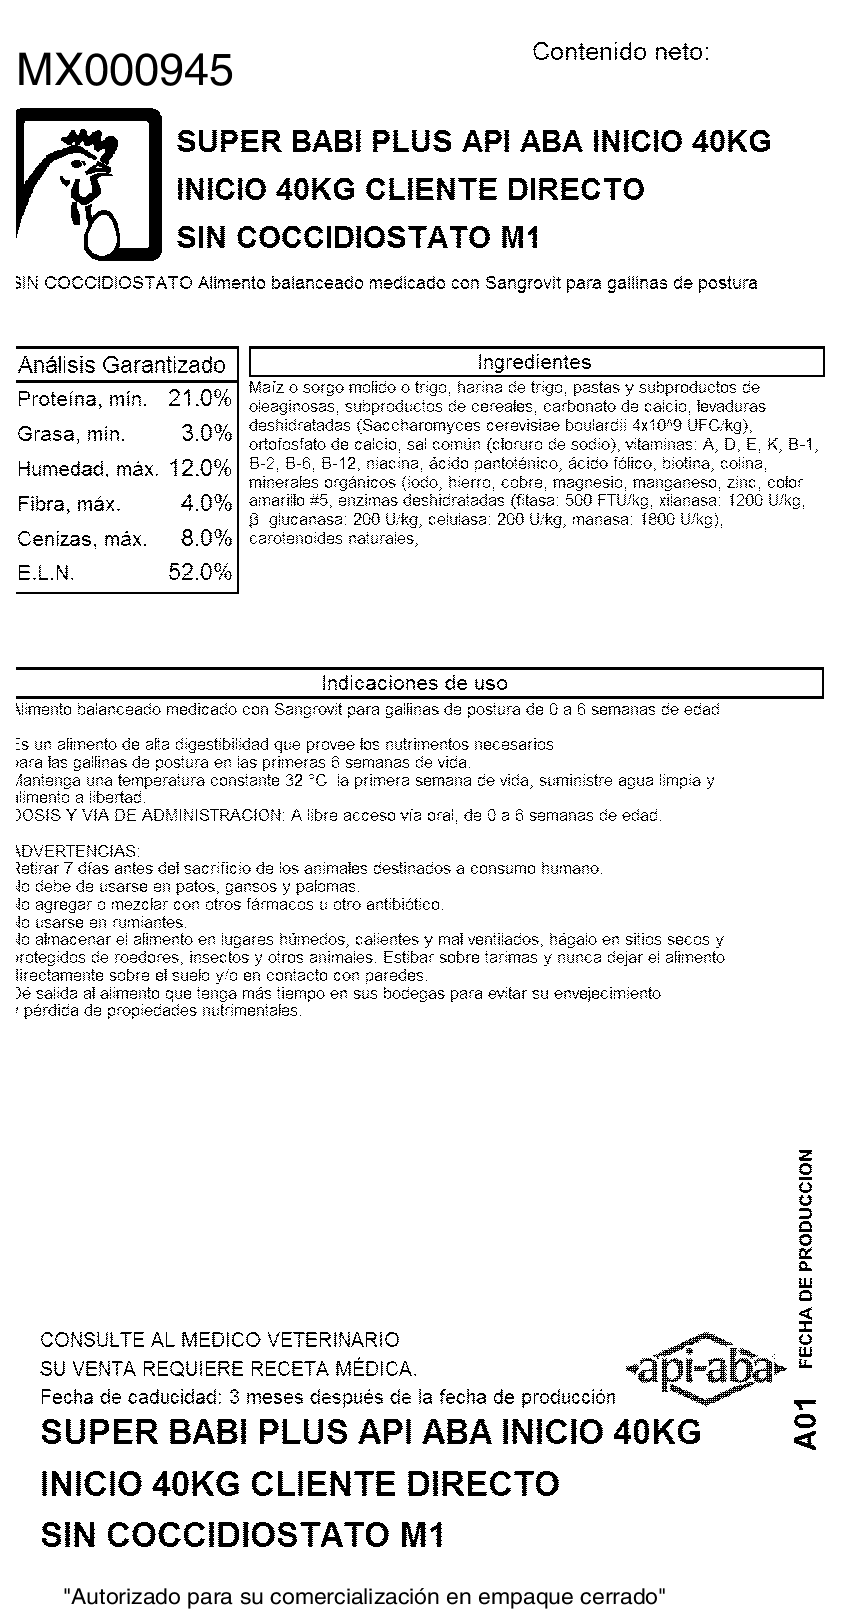 Contenido neto:
MX000945
SUPER BABI PLUS API ABA INICIO 40KG
INICIO 40KG CLIENTE DIRECTO
SIN COCCIDIOSTATO M1
SIN COCCIDIOSTATO Alimento balanceado medicado con Sangrovit para gallinas de postura
Análisis Garantizado
Proteína, mín. 21.0%
Grasa, mín. 3.0%
Humedad, máx. 12.0%
Fibra, máx. 4.0%
Cenizas, máx. 8.0%
E.L.N. 52.0%
Ingredientes
Maíz o sorgo molido o trigo, harina de trigo, pastas y subproductos de
oleaginosas, subproductos de cereales, carbonato de calcio, levaduras
deshidratadas (Saccharomyces cerevisiae boulardii 4x10^9 UFC/kg),
ortofosfato de calcio, sal común (cloruro de sodio), vitaminas: A, D, E, K, B-1,
B-2, B-6, B-12, niacina, ácido pantoténico, ácido fólico, biotina, colina,
minerales orgánicos (iodo, hierro, cobre, magnesio, manganeso, zinc, color
amarillo #5, enzimas deshidratadas (fitasa: 500 FTU/kg, xilanasa: 1200 U/kg,
β glucanasa: 200 U/kg, celulasa: 200 U/kg, manasa: 1800 U/kg),
carotenoides naturales,
Indicaciones de uso
Alimento balanceado medicado con Sangrovit para gallinas de postura de 0 a 6 semanas de edad
Es un alimento de alta digestibilidad que provee los nutrimentos necesarios
para las gallinas de postura en las primeras 6 semanas de vida.
Mantenga una temperatura constante 32 °C la primera semana de vida, suministre agua limpia y
alimento a libertad.
DOSIS Y VIA DE ADMINISTRACION: A libre acceso vía oral, de 0 a 6 semanas de edad.
ADVERTENCIAS:
Retirar 7 días antes del sacrificio de los animales destinados a consumo humano.
No debe de usarse en patos, gansos y palomas.
No agregar o mezclar con otros fármacos u otro antibiótico.
No usarse en rumiantes.
No almacenar el alimento en lugares húmedos, calientes y mal ventilados, hágalo en sitios secos y
protegidos de roedores, insectos y otros animales. Estibar sobre tarimas y nunca dejar el alimento
directamente sobre el suelo y/o en contacto con paredes.
Dé salida al alimento que tenga más tiempo en sus bodegas para evitar su envejecimiento
y pérdida de propiedades nutrimentales.
A01 FECHA DE PRODUCCION
CONSULTE AL MEDICO VETERINARIO
SU VENTA REQUIERE RECETA MÉDICA.
api-aba
Fecha de caducidad: 3 meses después de la fecha de producción
SUPER BABI PLUS API ABA INICIO 40KG
INICIO 40KG CLIENTE DIRECTO
SIN COCCIDIOSTATO M1
"Autorizado para su comercialización en empaque cerrado"